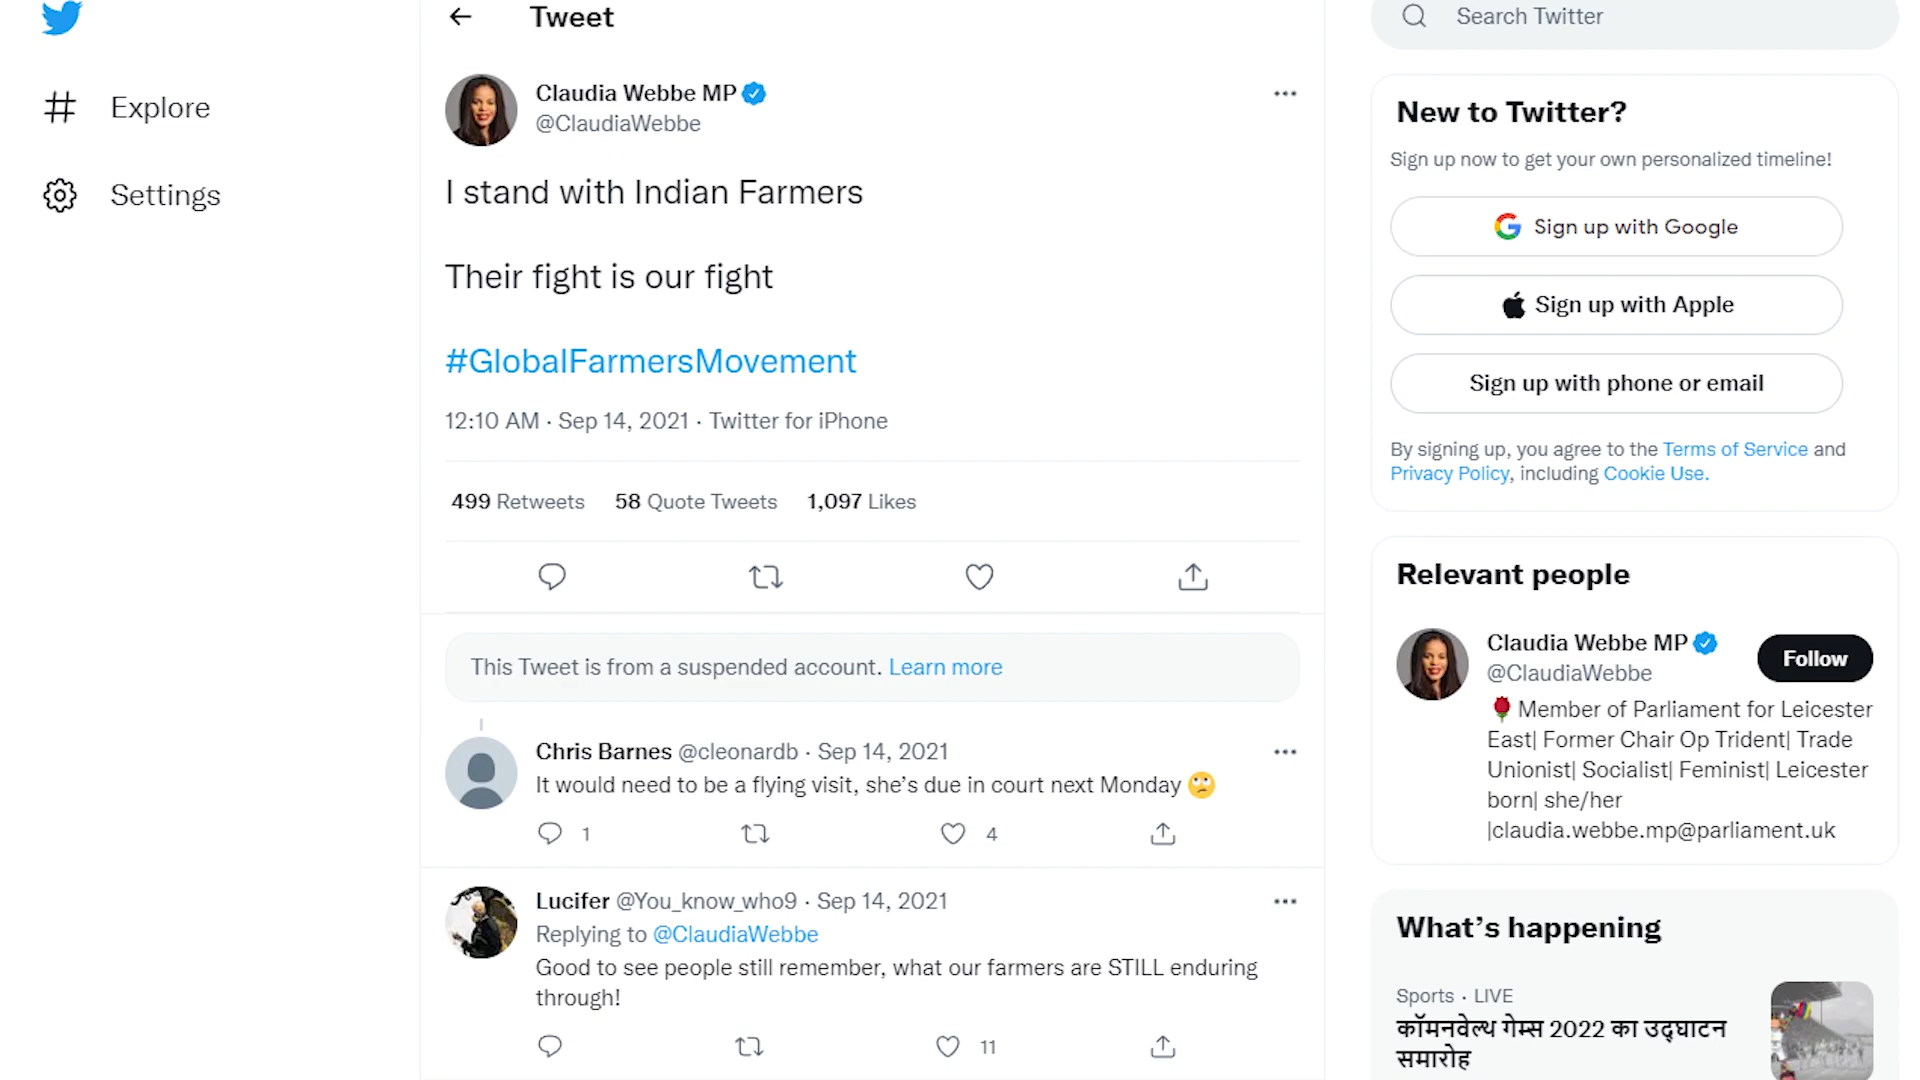 Tweet
Search Twitter
Explore
Settings
Claudia Webbe MP
@ClaudiaWebbe
I stand with Indian Farmers
Their fight is our fight
#GlobalFarmersMovement
12:10 AM · Sep 14, 2021 · Twitter for iPhone
499 Retweets 58 Quote Tweets 1,097 Likes
This Tweet is from a suspended account. Learn more
Chris Barnes @cleonardb · Sep 14, 2021
It would need to be a flying visit, she’s due in court next Monday 🙄
1 4
Lucifer @You_know_who9 · Sep 14, 2021
Replying to @ClaudiaWebbe
Good to see people still remember, what our farmers are STILL enduring
through!
11
New to Twitter?
Sign up now to get your own personalized timeline!
Sign up with Google
Sign up with Apple
Sign up with phone or email
By signing up, you agree to the Terms of Service and
Privacy Policy, including Cookie Use.
Relevant people
Claudia Webbe MP
@ClaudiaWebbe
Follow
🌹Member of Parliament for Leicester
East| Former Chair Op Trident| Trade
Unionist| Socialist| Feminist| Leicester
born| she/her
|claudia.webbe.mp@parliament.uk
What’s happening
Sports · LIVE
कॉमनवेल्थ गेम्स 2022 का उद्घाटन
समारोह